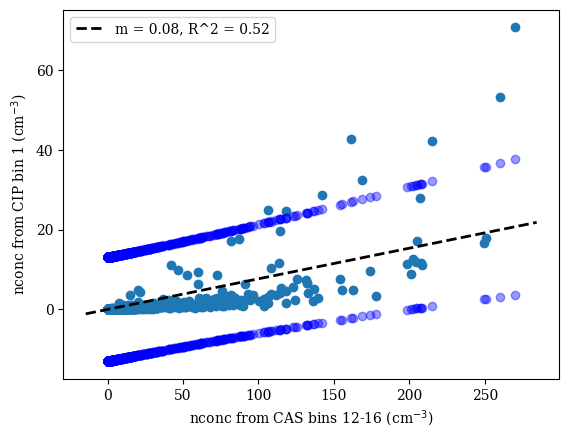 m = 0.08, R^2 = 0.52
60
40
20
0
nconc from CIP bin 1 (cm⁻³)
0 50 100 150 200 250
nconc from CAS bins 12-16 (cm⁻³)